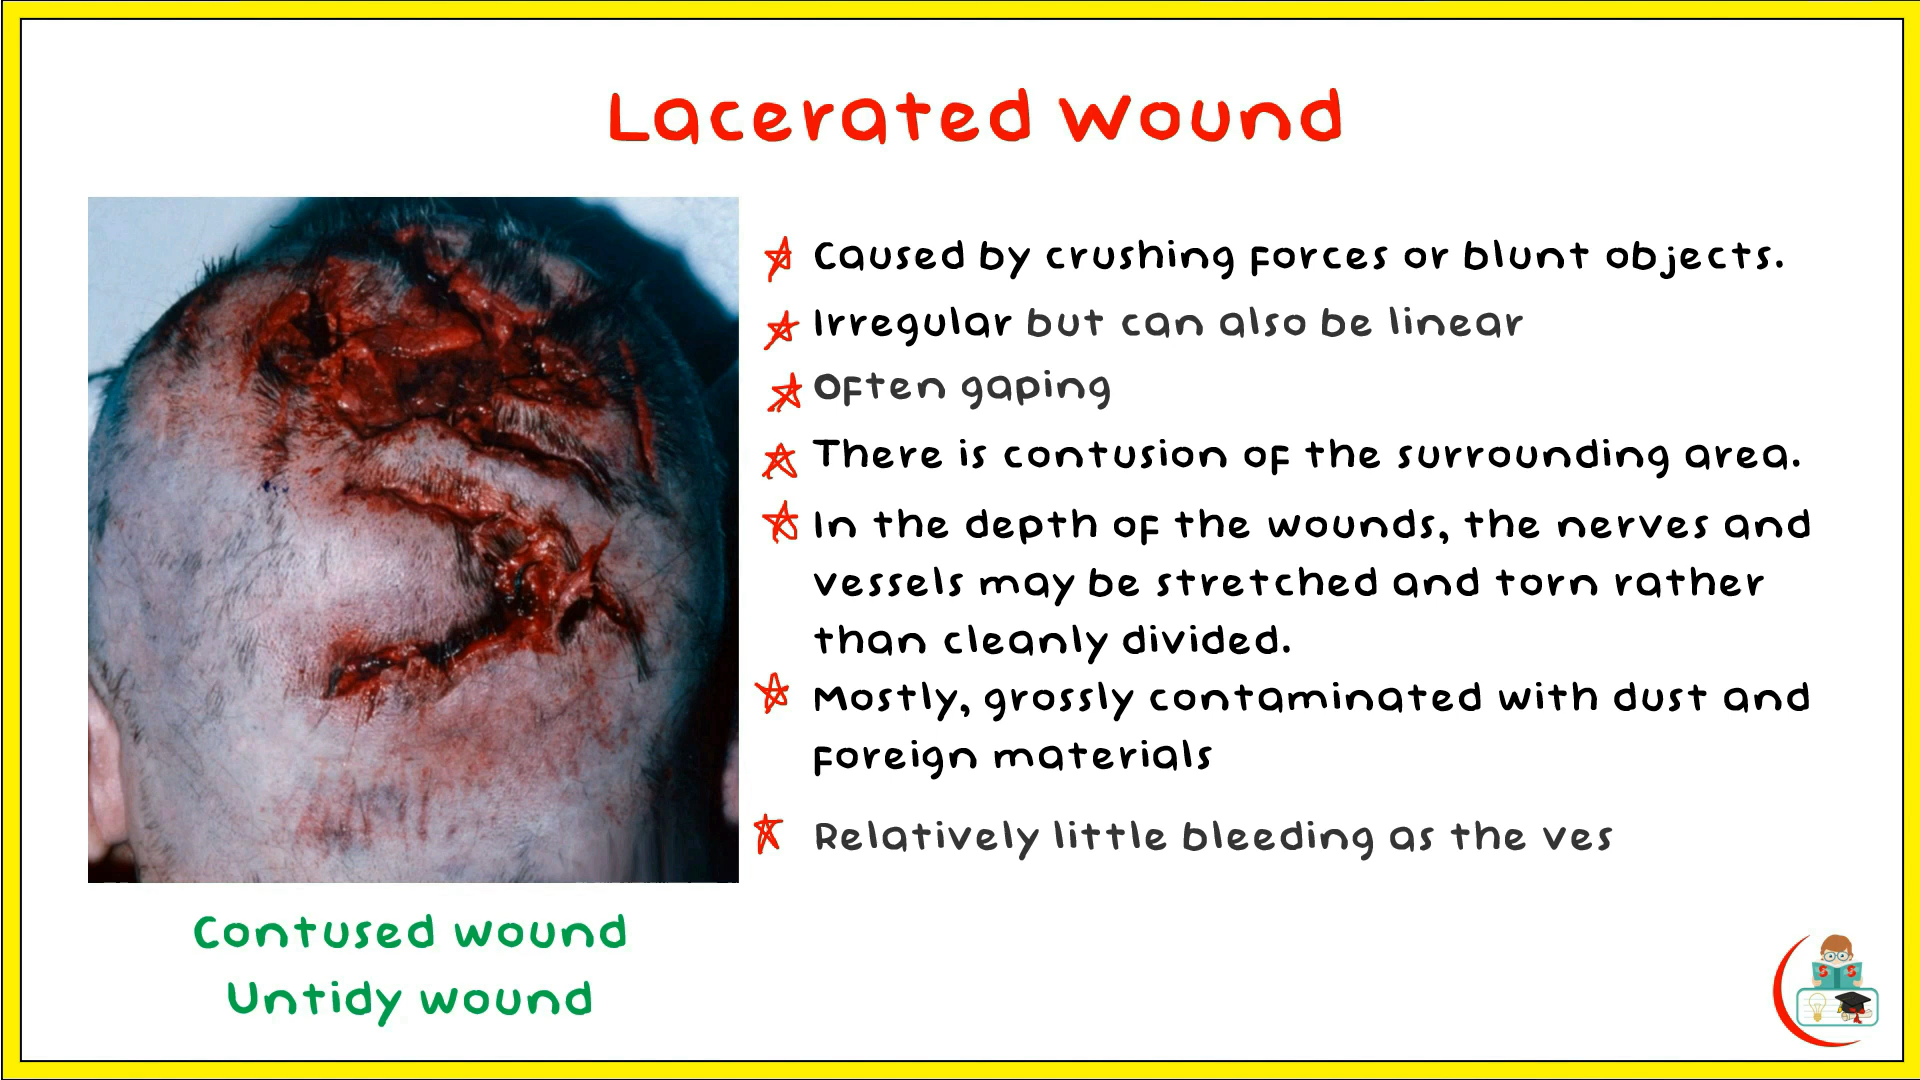 Lacerated Wound
Caused by crushing forces or blunt objects.
Irregular but can also be linear
Often gaping
There is contusion of the surrounding area.
In the depth of the wounds, the nerves and
vessels may be stretched and torn rather
than cleanly divided.
Mostly, grossly contaminated with dust and
foreign materials
Relatively little bleeding as the ves
Contused wound
Untidy wound